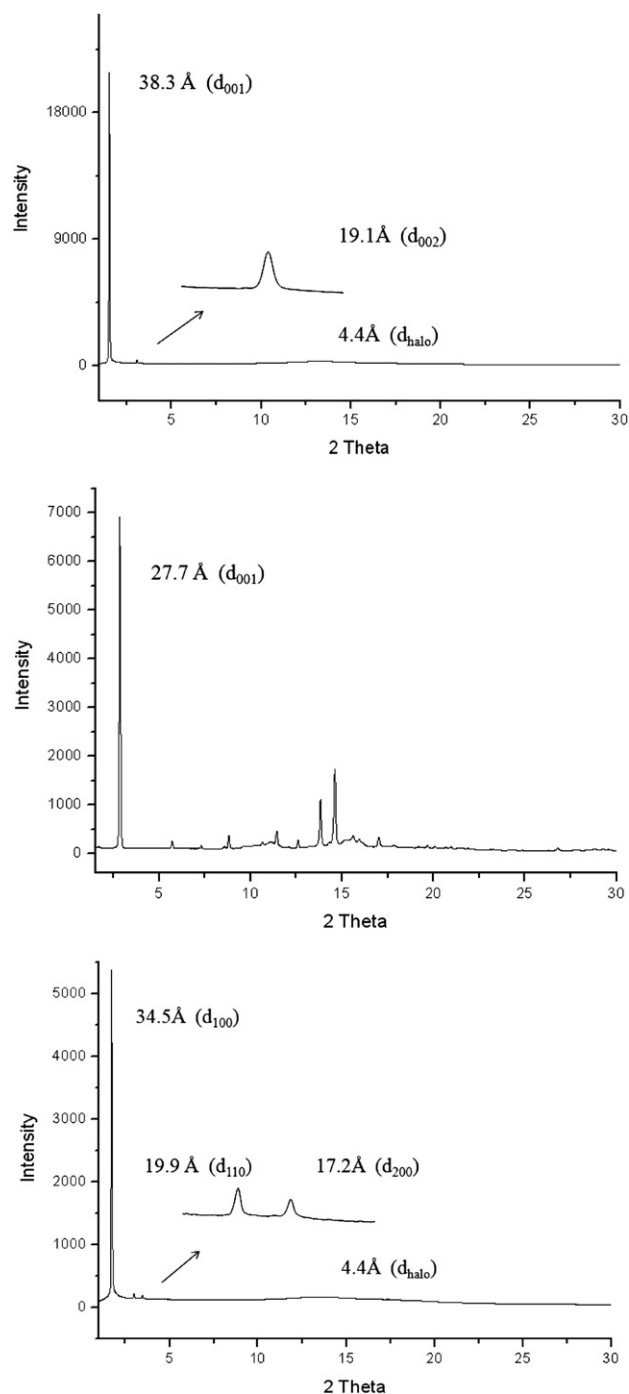 38.3 Å (d001)
18000
Intensity
9000
19.1Å (d002)
4.4Å (dhalo)
0
5 10 15 20 25 30
2 Theta
7000
27.7 Å (d001)
6000
5000
Intensity
4000
3000
2000
1000
0
5 10 15 20 25 30
2 Theta
5000
34.5Å (d100)
4000
Intensity
3000
19.9 Å (d110) 17.2Å (d200)
2000
1000
4.4Å (dhalo)
0
5 10 15 20 25 30
2 Theta